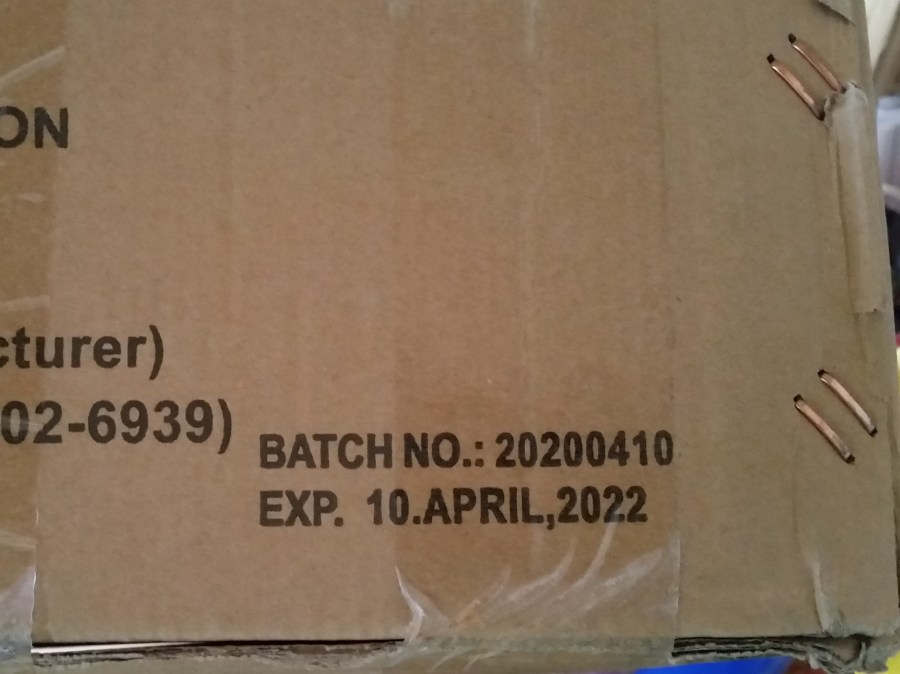 ON
cturer)
02-6939)
BATCH NO.: 20200410
EXP. 10.APRIL,2022